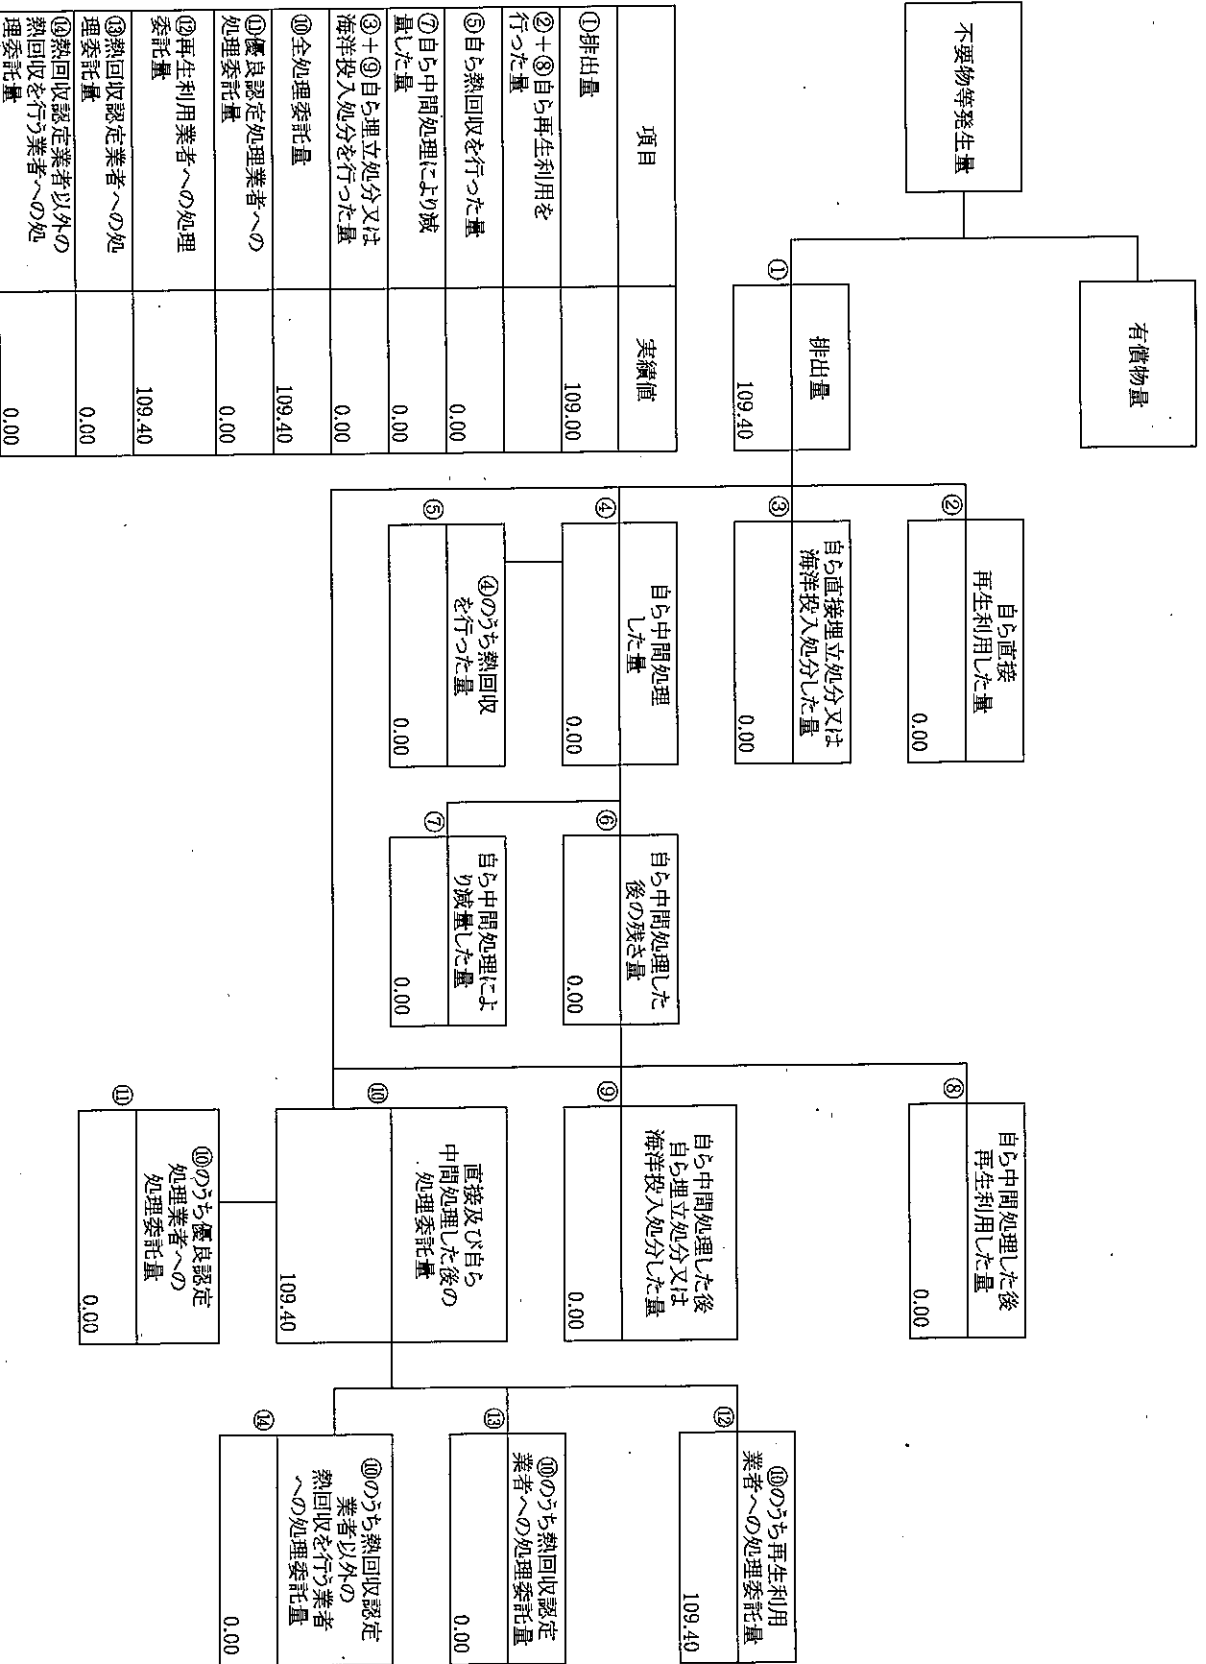 不要物等発生量
有償物量
①
排出量
109.40
②
自ら直接
再生利用した量
0.00
③
自ら直接埋立処分又は
海洋投入処分した量
0.00
④
自ら中間処理
した量
0.00
⑤
④のうち熱回収
を行った量
0.00
⑥
自ら中間処理した
後の残さ量
0.00
⑦
自ら中間処理によ
り減量した量
0.00
⑧
自ら中間処理した後
再生利用した量
0.00
⑨
自ら中間処理した後
自ら埋立処分又は
海洋投入処分した量
0.00
⑩
直接及び自ら
中間処理した後の
処理委託量
109.40
⑪
⑩のうち優良認定
処理業者への
処理委託量
0.00
⑫
⑩のうち再生利用
業者への処理委託量
109.40
⑬
⑩のうち熱回収認定
業者への処理委託量
0.00
⑭
⑩のうち熱回収認定
業者以外の
熱回収を行う業者
への処理委託量
0.00
項目 実績値
①排出量 109.00
②+⑧自ら再生利用を
行った量
⑤自ら熱回収を行った量 0.00
⑦自ら中間処理により減
量した量 0.00
③+⑨自ら埋立処分又は
海洋投入処分を行った量 0.00
⑩全処理委託量 109.40
⑪優良認定処理業者への
処理委託量 0.00
⑫再生利用業者への処理
委託量 109.40
⑬熱回収認定業者への処
理委託量 0.00
⑭熱回収認定業者以外の
熱回収を行う業者への処
理委託量 0.00